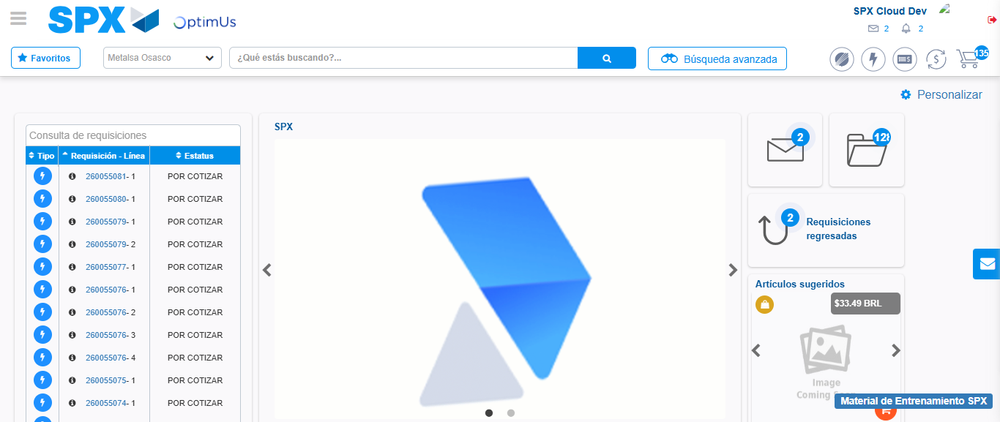 SPX
OptimUs
SPX Cloud Dev
2
2
Favoritos
Metalsa Osasco
¿Qué estás buscando?...
Búsqueda avanzada
$
$
135
Personalizar
Consulta de requisiciones
Tipo
Requisición - Línea
Estatus
260055081- 1
POR COTIZAR
260055080- 1
POR COTIZAR
260055079- 1
POR COTIZAR
260055079- 2
POR COTIZAR
260055077- 1
POR COTIZAR
260055076- 1
POR COTIZAR
260055076- 2
POR COTIZAR
260055076- 3
POR COTIZAR
260055076- 4
POR COTIZAR
260055075- 1
POR COTIZAR
260055074- 1
POR COTIZAR
SPX
2
2
Requisiciones
regresadas
Artículos sugeridos
$33.49 BRL
Image
Coming
Material de Entrenamiento SPX